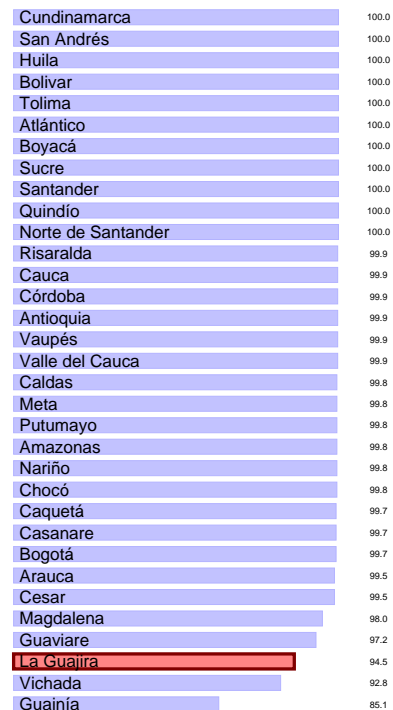 Cundinamarca 100.0
San Andrés 100.0
Huila 100.0
Bolivar 100.0
Tolima 100.0
Atlántico 100.0
Boyacá 100.0
Sucre 100.0
Santander 100.0
Quindío 100.0
Norte de Santander 100.0
Risaralda 99.9
Cauca 99.9
Córdoba 99.9
Antioquia 99.9
Vaupés 99.9
Valle del Cauca 99.9
Caldas 99.8
Meta 99.8
Putumayo 99.8
Amazonas 99.8
Nariño 99.8
Chocó 99.8
Caquetá 99.7
Casanare 99.7
Bogotá 99.7
Arauca 99.5
Cesar 99.5
Magdalena 98.0
Guaviare 97.2
La Guajira 94.5
Vichada 92.8
Guainía 85.1